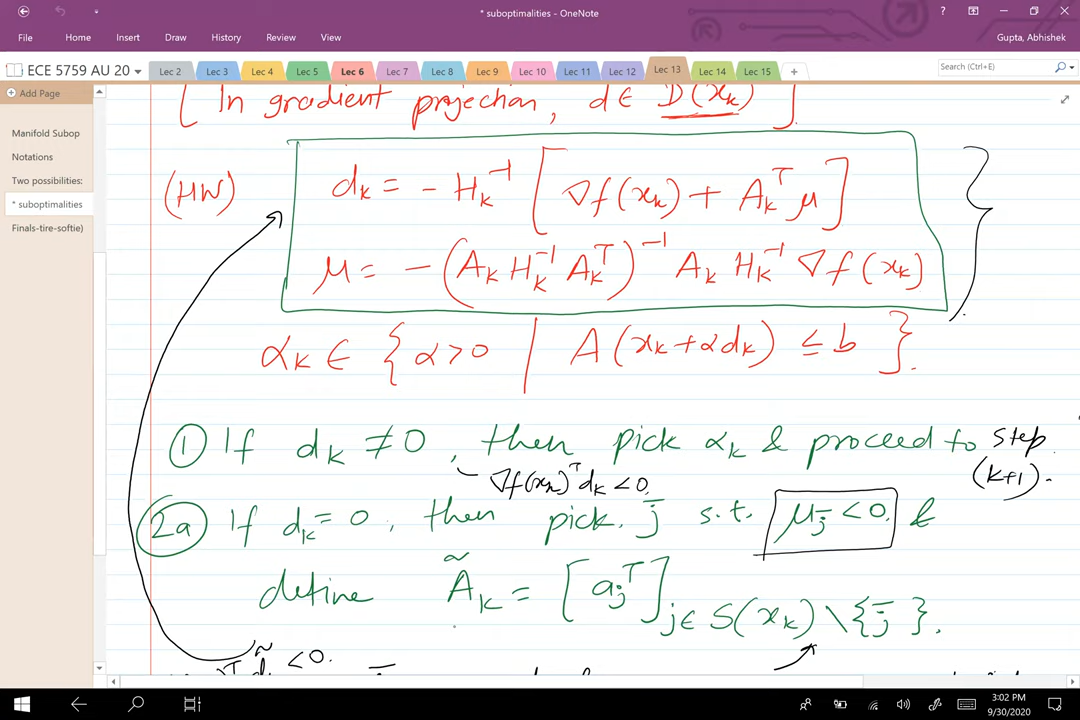 * suboptimalities - OneNote
Gupta, Abhishek
File Home Insert Draw History Review View
ECE 5759 AU 20 Lec 2 Lec 3 Lec 4 Lec 5 Lec 6 Lec 7 Lec 8 Lec 9 Lec 10 Lec 11 Lec 12 Lec 13 Lec 14 Lec 15 + Search (Ctrl+E)
Add Page
Manifold Subop
Notations
Two possibilities:
* suboptimalities
Finals-tire-softie)
[ In gradient projection, d ∈ D(x_k) ]
(HW) d_k = - H_k^{-1} [ ∇f(x_k) + A_k^T μ ]
μ = - (A_k H_k^{-1} A_k^T)^{-1} A_k H_k^{-1} ∇f(x_k)
α_k ∈ { α > 0 | A(x_k + α d_k) ≤ b }.
① If d_k ≠ 0, then pick α_k & proceed to step (k+1).
∇f(x_k)^T d_k < 0.
2a If d_k = 0, then pick j̄ s.t. μ_j̄ < 0. &
define Ã_k = [ a_j^T ]_{j ∈ S(x_k) \ {j̄}}.
d̃_k < 0.
3:02 PM
9/30/2020